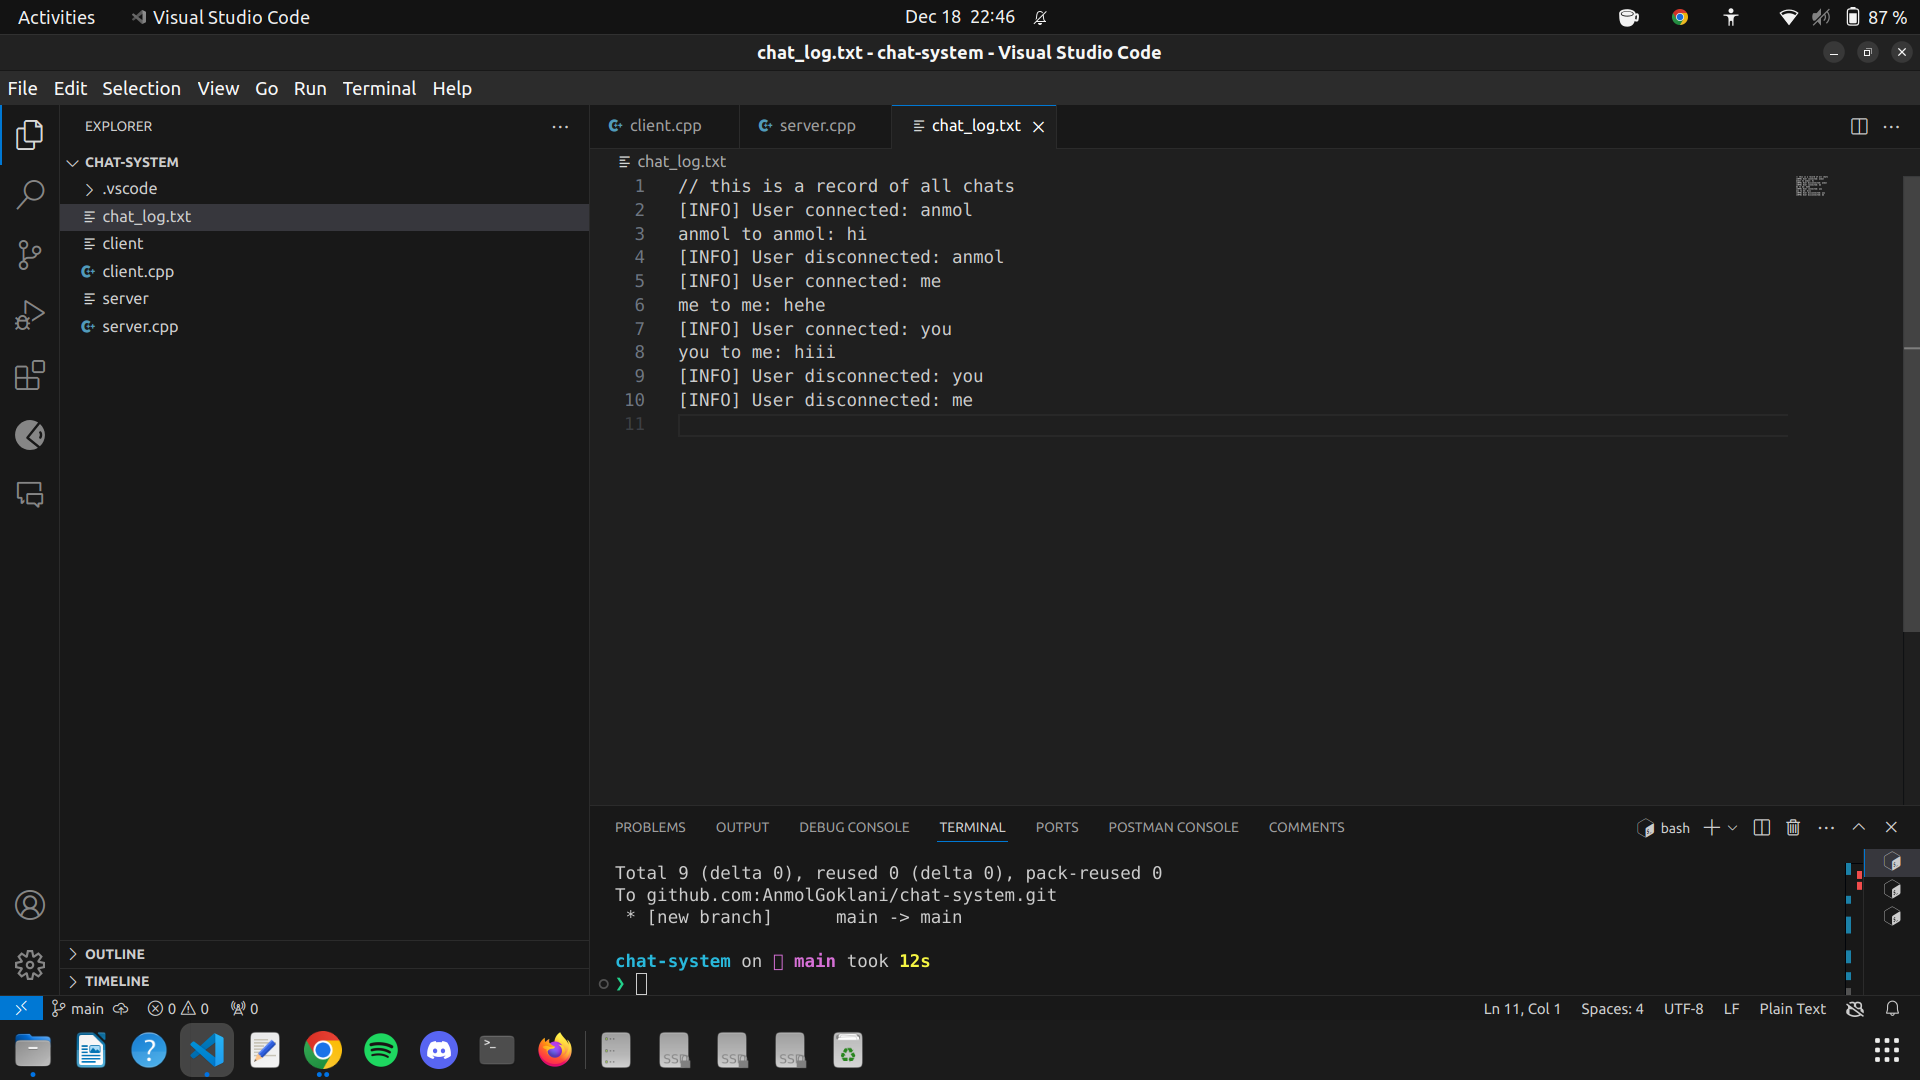 Activities
Visual Studio Code
Dec 18 22:46
87 %
chat_log.txt - chat-system - Visual Studio Code
File Edit Selection View Go Run Terminal Help
EXPLORER
CHAT-SYSTEM
.vscode
chat_log.txt
client
client.cpp
server
server.cpp
OUTLINE
TIMELINE
client.cpp
server.cpp
chat_log.txt
chat_log.txt
1 // this is a record of all chats
2 [INFO] User connected: anmol
3 anmol to anmol: hi
4 [INFO] User disconnected: anmol
5 [INFO] User connected: me
6 me to me: hehe
7 [INFO] User connected: you
8 you to me: hiii
9 [INFO] User disconnected: you
10 [INFO] User disconnected: me
11
PROBLEMS OUTPUT DEBUG CONSOLE TERMINAL PORTS POSTMAN CONSOLE COMMENTS
bash
Total 9 (delta 0), reused 0 (delta 0), pack-reused 0
To github.com:AnmolGoklani/chat-system.git
* [new branch] main -> main
chat-system on main took 12s
❯
main 0 0 0
Ln 11, Col 1 Spaces: 4 UTF-8 LF Plain Text
SSD SSD SSD